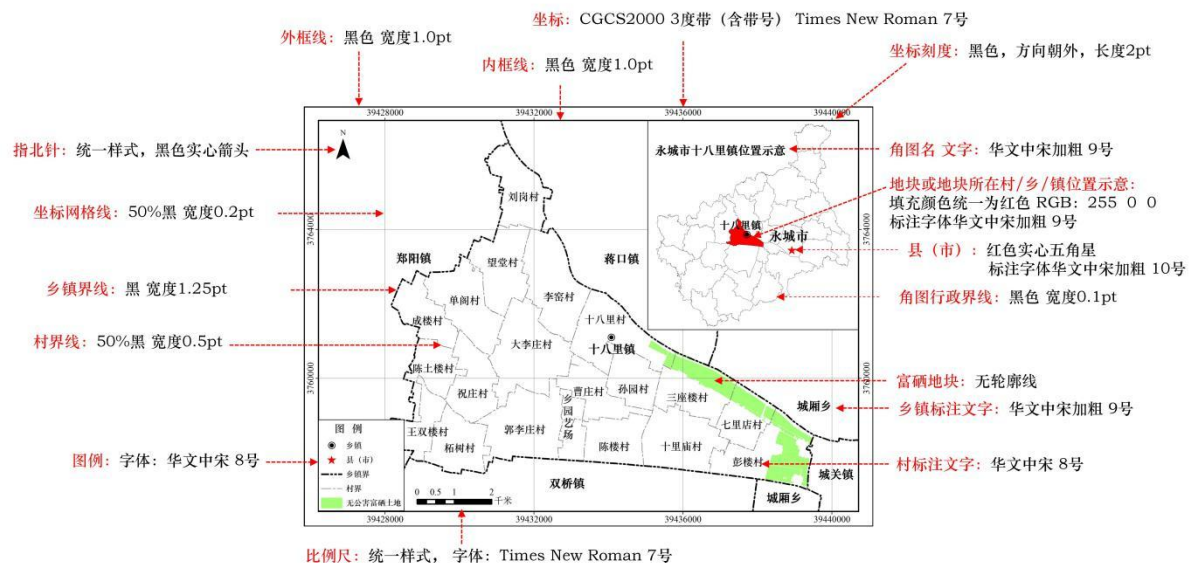 坐标：CGCS2000 3度带（含带号） Times New Roman 7号
外框线：黑色 宽度1.0pt
坐标刻度：黑色，方向朝外，长度2pt
内框线：黑色 宽度1.0pt
39428000
39432000
39436000
39440000
指北针：统一样式，黑色实心箭头
N
永城市十八里镇位置示意
角图名 文字：华文中宋加粗 9号
地块或地块所在村/乡/镇位置示意：
填充颜色统一为红色 RGB：255 0 0
标注字体华文中宋加粗 9号
刘岗村
坐标网格线：50%黑 宽度0.2pt
3764000
3764000
十八里镇
永城市
县（市）：红色实心五角星
标注字体华文中宋加粗 10号
郑阳镇
望堂村
蒋口镇
乡镇界线：黑 宽度1.25pt
单阁村
李窑村
角图行政界线：黑色 宽度0.1pt
成楼村
十八里村
村界线：50%黑 宽度0.5pt
大李庄村
十八里镇
陈土楼村
3760000
3760000
祝庄村
曹庄村
孙园村
三座楼村
富硒地块：无轮廓线
乡园艺场
城厢乡
乡镇标注文字：华文中宋加粗 9号
图 例
乡镇
县（市）
乡镇界
村界
无公害富硒土地
王双楼村
郭李庄村
七里店村
柘树村
陈楼村
十里庙村
彭楼村
村标注文字：华文中宋 8号
图例：字体：华文中宋 8号
城关镇
双桥镇
城厢乡
0 0.5 1 2
千米
39428000
39432000
39436000
39440000
比例尺：统一样式，字体：Times New Roman 7号